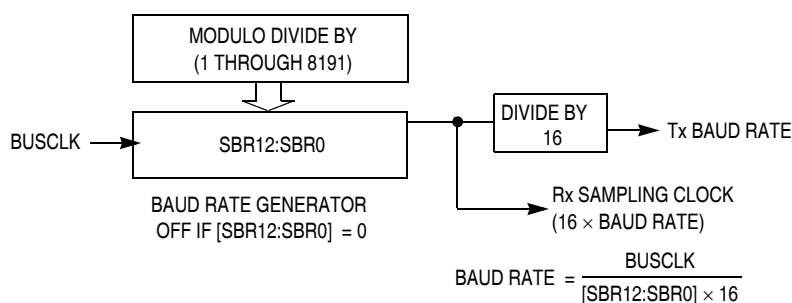 MODULO DIVIDE BY
(1 THROUGH 8191)
BUSCLK
SBR12:SBR0
DIVIDE BY
16
Tx BAUD RATE
BAUD RATE GENERATOR
OFF IF [SBR12:SBR0] = 0
Rx SAMPLING CLOCK
(16 × BAUD RATE)
BAUD RATE =
BUSCLK
[SBR12:SBR0] × 16